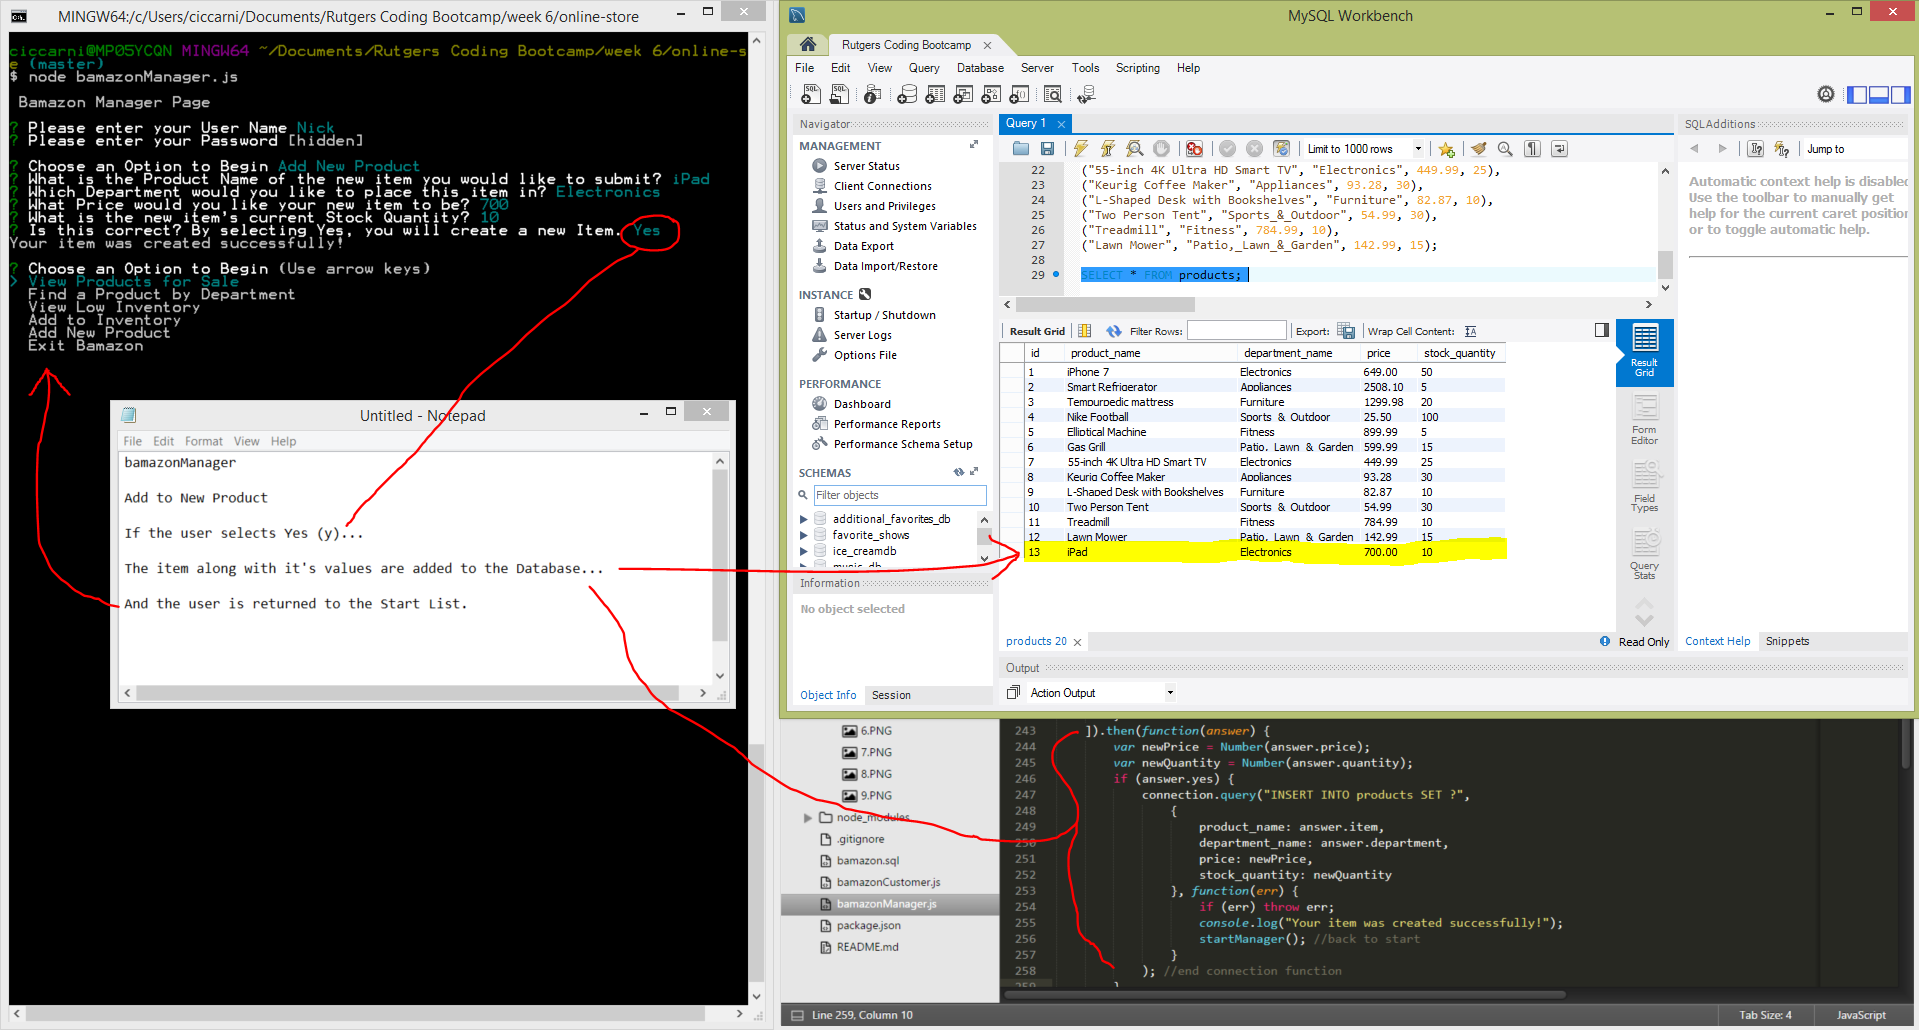 MINGW64:/c/Users/ciccarni/Documents/Rutgers Coding Bootcamp/week 6/online-store
ciccarni@MP05YCQN MINGW64 ~/Documents/Rutgers Coding Bootcamp/week 6/online-s
e (master)
$ node bamazonManager.js
Bamazon Manager Page
? Please enter your User Name Nick
? Please enter your Password [hidden]
? Choose an Option to Begin Add New Product
? What is the Product Name of the new item you would like to submit? iPad
? Which Department would you like to place this item in? Electronics
? What Price would you like your new item to be? 700
? What is the new item's current Stock Quantity? 10
? Is this correct? By selecting Yes, you will create a new Item. Yes
Your item was created successfully!
? Choose an Option to Begin (Use arrow keys)
> View Products for Sale
Find a Product by Department
View Low Inventory
Add to Inventory
Add New Product
Exit Bamazon
Untitled - Notepad
File Edit Format View Help
bamazonManager
Add to New Product
If the user selects Yes (y)...
The item along with it's values are added to the Database...
And the user is returned to the Start List.
MySQL Workbench
Rutgers Coding Bootcamp
File Edit View Query Database Server Tools Scripting Help
Navigator
MANAGEMENT
Server Status
Client Connections
Users and Privileges
Status and System Variables
Data Export
Data Import/Restore
INSTANCE
Startup / Shutdown
Server Logs
Options File
PERFORMANCE
Dashboard
Performance Reports
Performance Schema Setup
SCHEMAS
Filter objects
additional_favorites_db
favorite_shows
ice_creamdb
music_db
Information
No object selected
Object Info Session
Query 1
Limit to 1000 rows
22 ("55-inch 4K Ultra HD Smart TV", "Electronics", 449.99, 25),
23 ("Keurig Coffee Maker", "Appliances", 93.28, 30),
24 ("L-Shaped Desk with Bookshelves", "Furniture", 82.87, 10),
25 ("Two Person Tent", "Sports_&_Outdoor", 54.99, 30),
26 ("Treadmill", "Fitness", 784.99, 10),
27 ("Lawn Mower", "Patio,_Lawn_&_Garden", 142.99, 15);
28
29 SELECT * FROM products;
Result Grid Filter Rows: Export: Wrap Cell Content:
id product_name department_name price stock_quantity
1 iPhone 7 Electronics 649.00 50
2 Smart Refrigerator Appliances 2508.10 5
3 Tempurpedic mattress Furniture 1299.98 20
4 Nike Football Sports & Outdoor 25.50 100
5 Elliptical Machine Fitness 899.99 5
6 Gas Grill Patio, Lawn & Garden 599.99 15
7 55-inch 4K Ultra HD Smart TV Electronics 449.99 25
8 Keurig Coffee Maker Appliances 93.28 30
9 L-Shaped Desk with Bookshelves Furniture 82.87 10
10 Two Person Tent Sports & Outdoor 54.99 30
11 Treadmill Fitness 784.99 10
12 Lawn Mower Patio, Lawn & Garden 142.99 15
13 iPad Electronics 700.00 10
Result
Grid
Form
Editor
Field
Types
Query
Stats
products 20
Read Only
Output
Action Output
SQLAdditions
Jump to
Automatic context help is disabled
Use the toolbar to manually get
help for the current caret position
or to toggle automatic help.
Context Help Snippets
6.PNG
7.PNG
8.PNG
9.PNG
node_modules
.gitignore
bamazon.sql
bamazonCustomer.js
bamazonManager.js
package.json
README.md
243 ]).then(function(answer) {
244 var newPrice = Number(answer.price);
245 var newQuantity = Number(answer.quantity);
246 if (answer.yes) {
247 connection.query("INSERT INTO products SET ?",
248 {
249 product_name: answer.item,
250 department_name: answer.department,
251 price: newPrice,
252 stock_quantity: newQuantity
253 }, function(err) {
254 if (err) throw err;
255 console.log("Your item was created successfully!");
256 startManager(); //back to start
257 }
258 ); //end connection function
259 }
Line 259, Column 10
Tab Size: 4
JavaScript